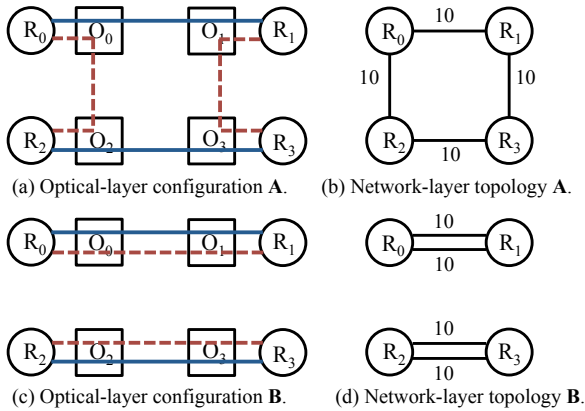 R₀ O₀ O₁ R₁
R₂ O₂ O₃ R₃
(a) Optical-layer configuration A.
R₀ 10 R₁
10 10
R₂ 10 R₃
(b) Network-layer topology A.
R₀ O₀ O₁ R₁
R₂ O₂ O₃ R₃
(c) Optical-layer configuration B.
R₀ 10 R₁
10
R₂ 10 R₃
10
(d) Network-layer topology B.